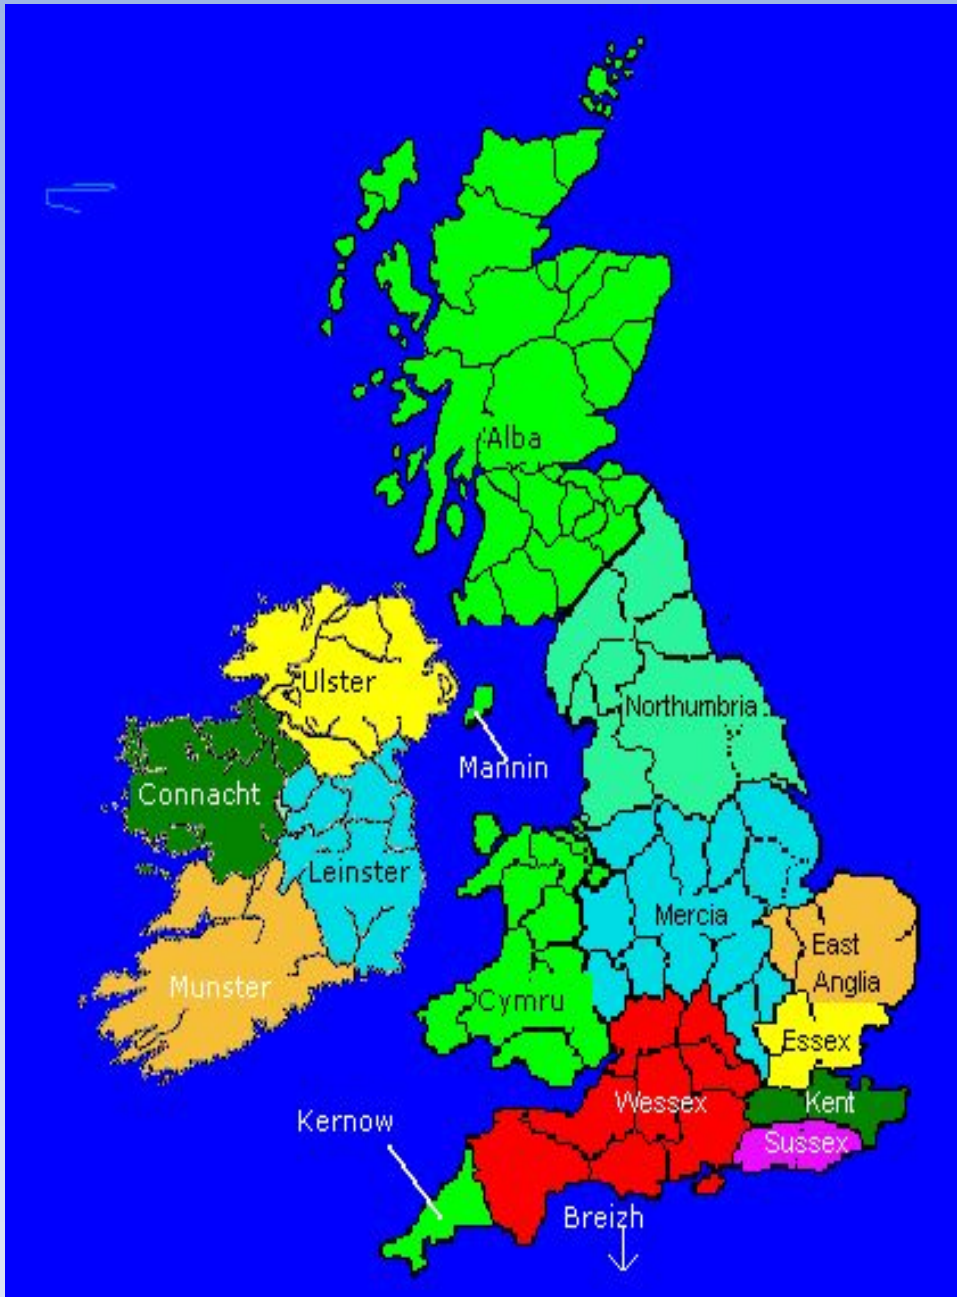 Alba
Ulster
Northumbria
Mannin
Connacht
Leinster
Mercia
East
Anglia
Munster
Cymru
Essex
Wessex
Kent
Kernow
Sussex
Breizh